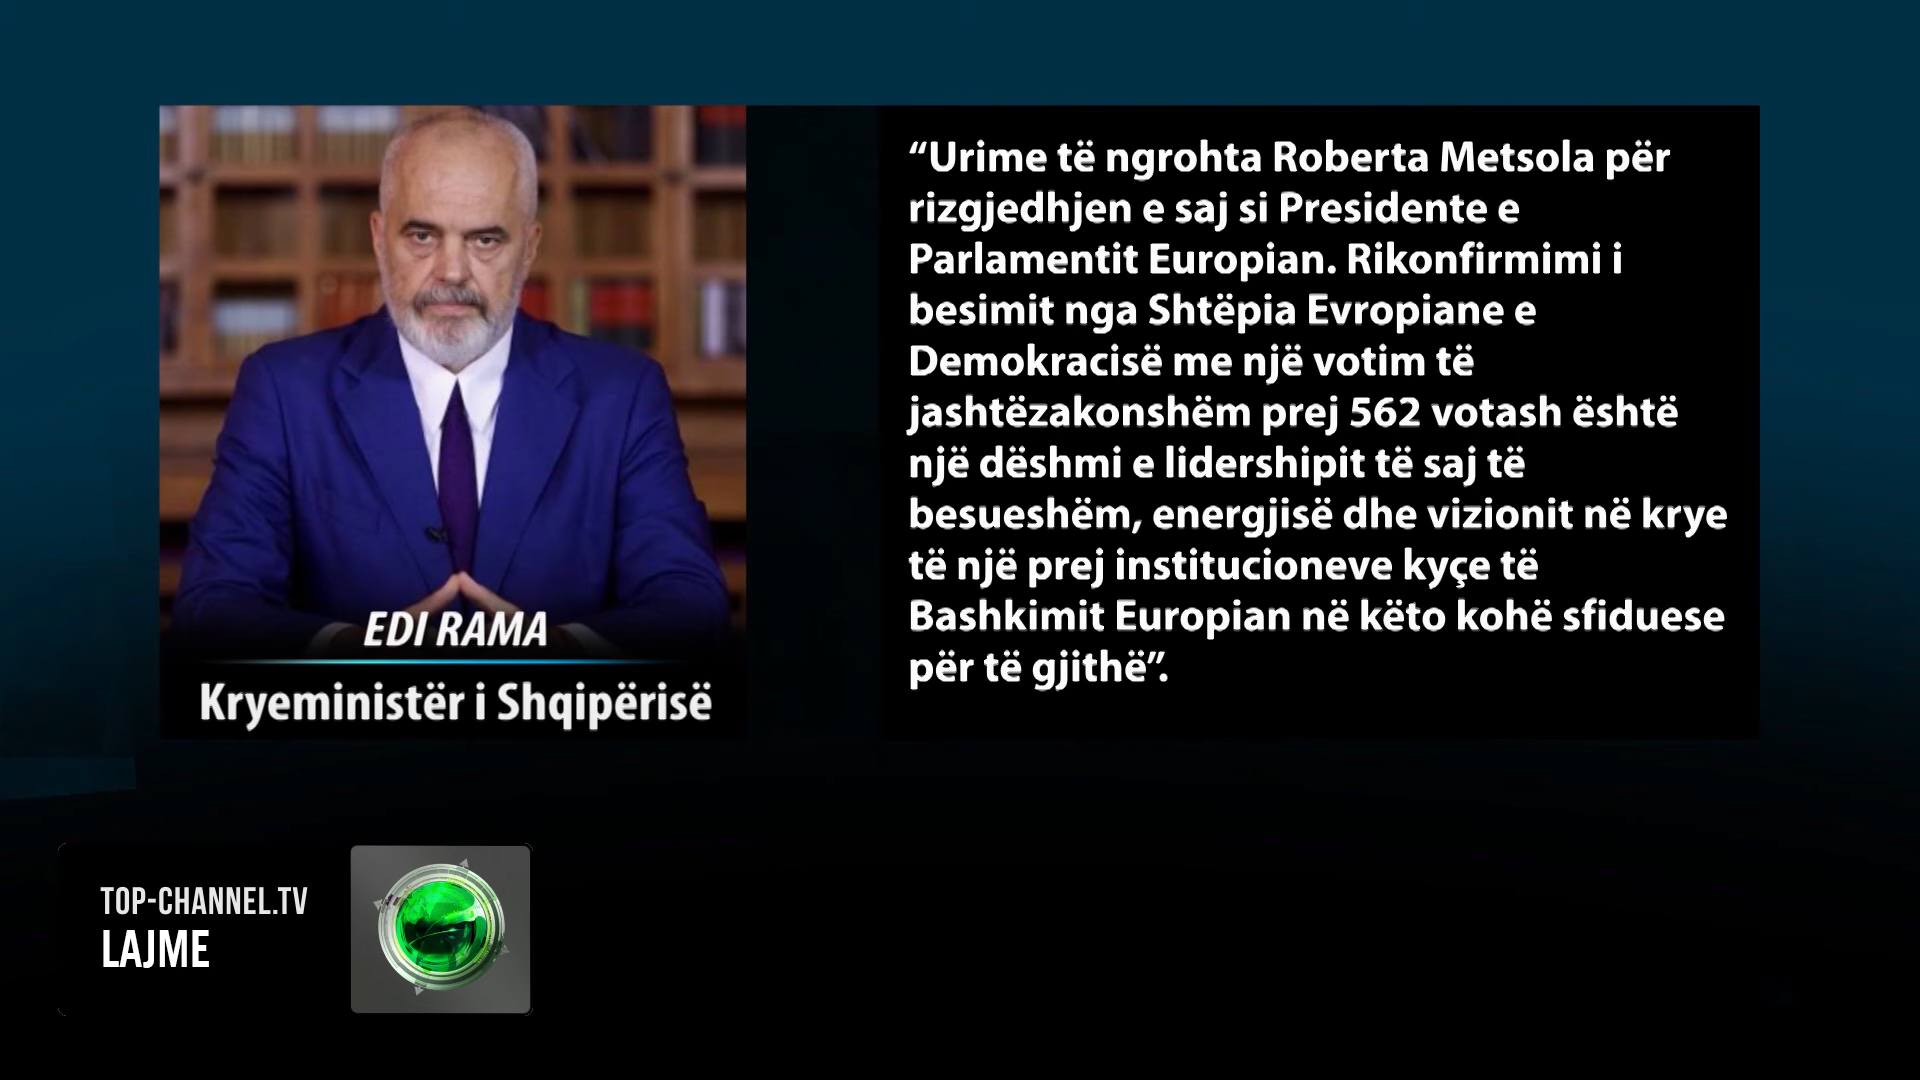 “Urime të ngrohta Roberta Metsola për
rizgjedhjen e saj si Presidente e
Parlamentit Europian. Rikonfirmimi i
besimit nga Shtëpia Evropiane e
Demokracisë me një votim të
jashtëzakonshëm prej 562 votash është
një dëshmi e lidershipit të saj të
besueshëm, energjisë dhe vizionit në krye
të një prej institucioneve kyçe të
Bashkimit Europian në këto kohë sfiduese
për të gjithë”.
EDI RAMA
Kryeministër i Shqipërisë
TOP-CHANNEL.TV
LAJME